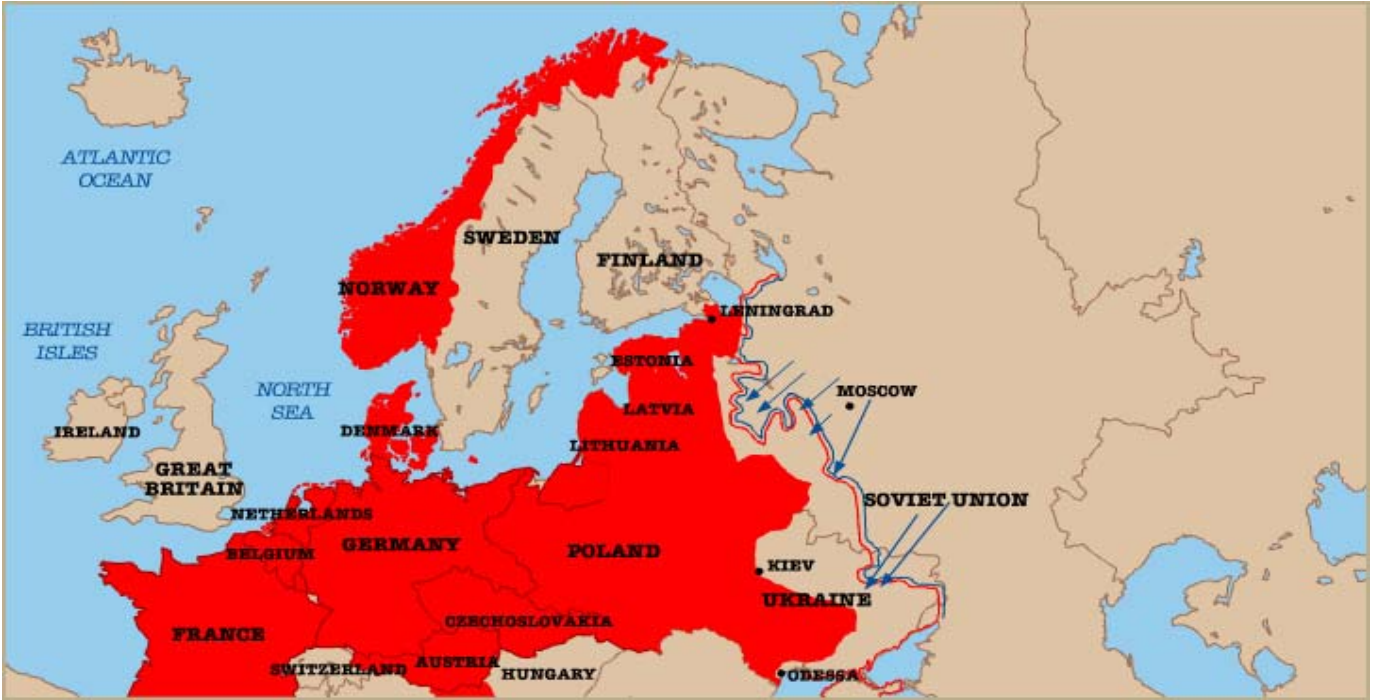 ATLANTIC
OCEAN
SWEDEN
FINLAND
NORWAY
LENINGRAD
BRITISH
ISLES
ESTONIA
NORTH
SEA
MOSCOW
LATVIA
IRELAND
DENMARK
LITHUANIA
GREAT
BRITAIN
SOVIET UNION
NETHERLANDS
GERMANY
POLAND
BELGIUM
KIEV
UKRAINE
CZECHOSLOVAKIA
FRANCE
SWITZERLAND
AUSTRIA
HUNGARY
ODESSA